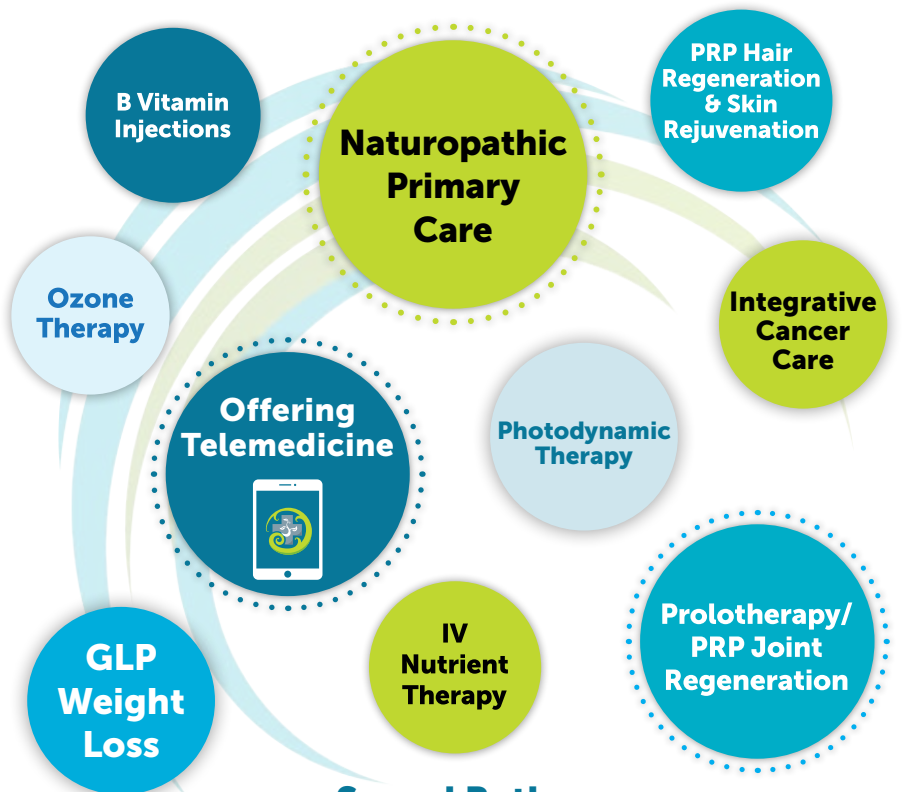 B Vitamin
Injections
Naturopathic
Primary
Care
PRP Hair
Regeneration
& Skin
Rejuvenation
Ozone
Therapy
Integrative
Cancer
Care
Offering
Telemedicine
Photodynamic
Therapy
GLP
Weight
Loss
IV
Nutrient
Therapy
Prolotherapy/
PRP Joint
Regeneration